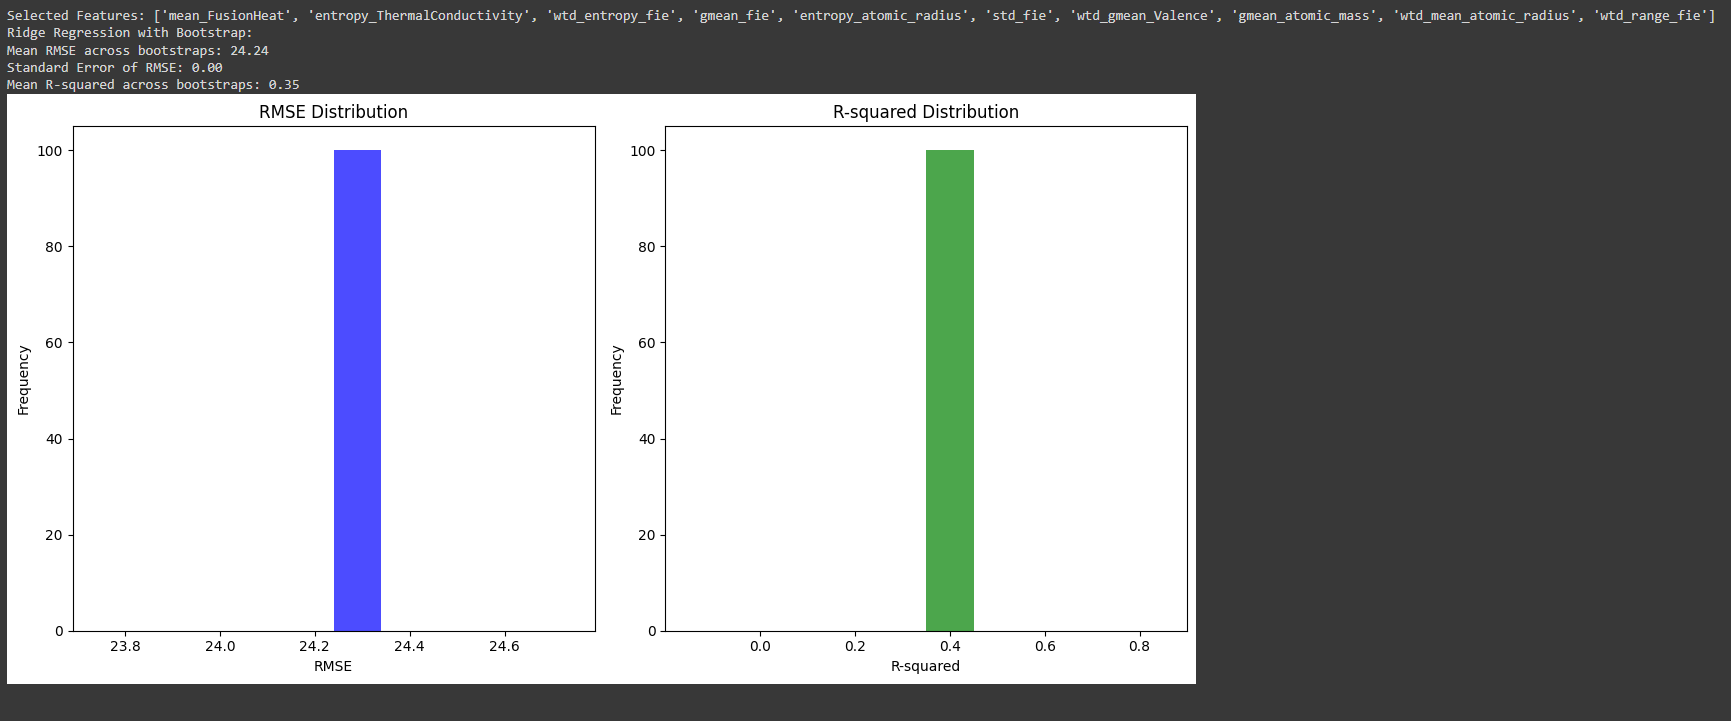 Selected Features: ['mean_FusionHeat', 'entropy_ThermalConductivity', 'wtd_entropy_fie', 'gmean_fie', 'entropy_atomic_radius', 'std_fie', 'wtd_gmean_Valence', 'gmean_atomic_mass', 'wtd_mean_atomic_radius', 'wtd_range_fie']
Ridge Regression with Bootstrap:
Mean RMSE across bootstraps: 24.24
Standard Error of RMSE: 0.00
Mean R-squared across bootstraps: 0.35
RMSE Distribution
100
80
60
40
20
0
Frequency
23.8 24.0 24.2 24.4 24.6
RMSE
R-squared Distribution
100
80
60
40
20
0
Frequency
0.0 0.2 0.4 0.6 0.8
R-squared